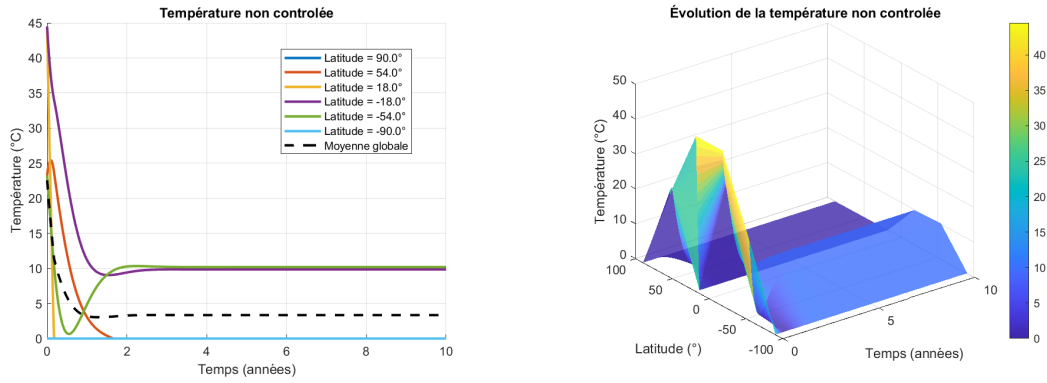 Température non controlée
45
40
35
30
25
20
15
10
5
0
Température (°C)
0
2
4
6
8
10
Temps (années)
Latitude = 90.0°
Latitude = 54.0°
Latitude = 18.0°
Latitude = -18.0°
Latitude = -54.0°
Latitude = -90.0°
Moyenne globale
Évolution de la température non controlée
50
40
30
20
10
0
Température (°C)
100
50
0
-50
-100
Latitude (°)
0
5
10
Temps (années)
40
35
30
25
20
15
10
5
0